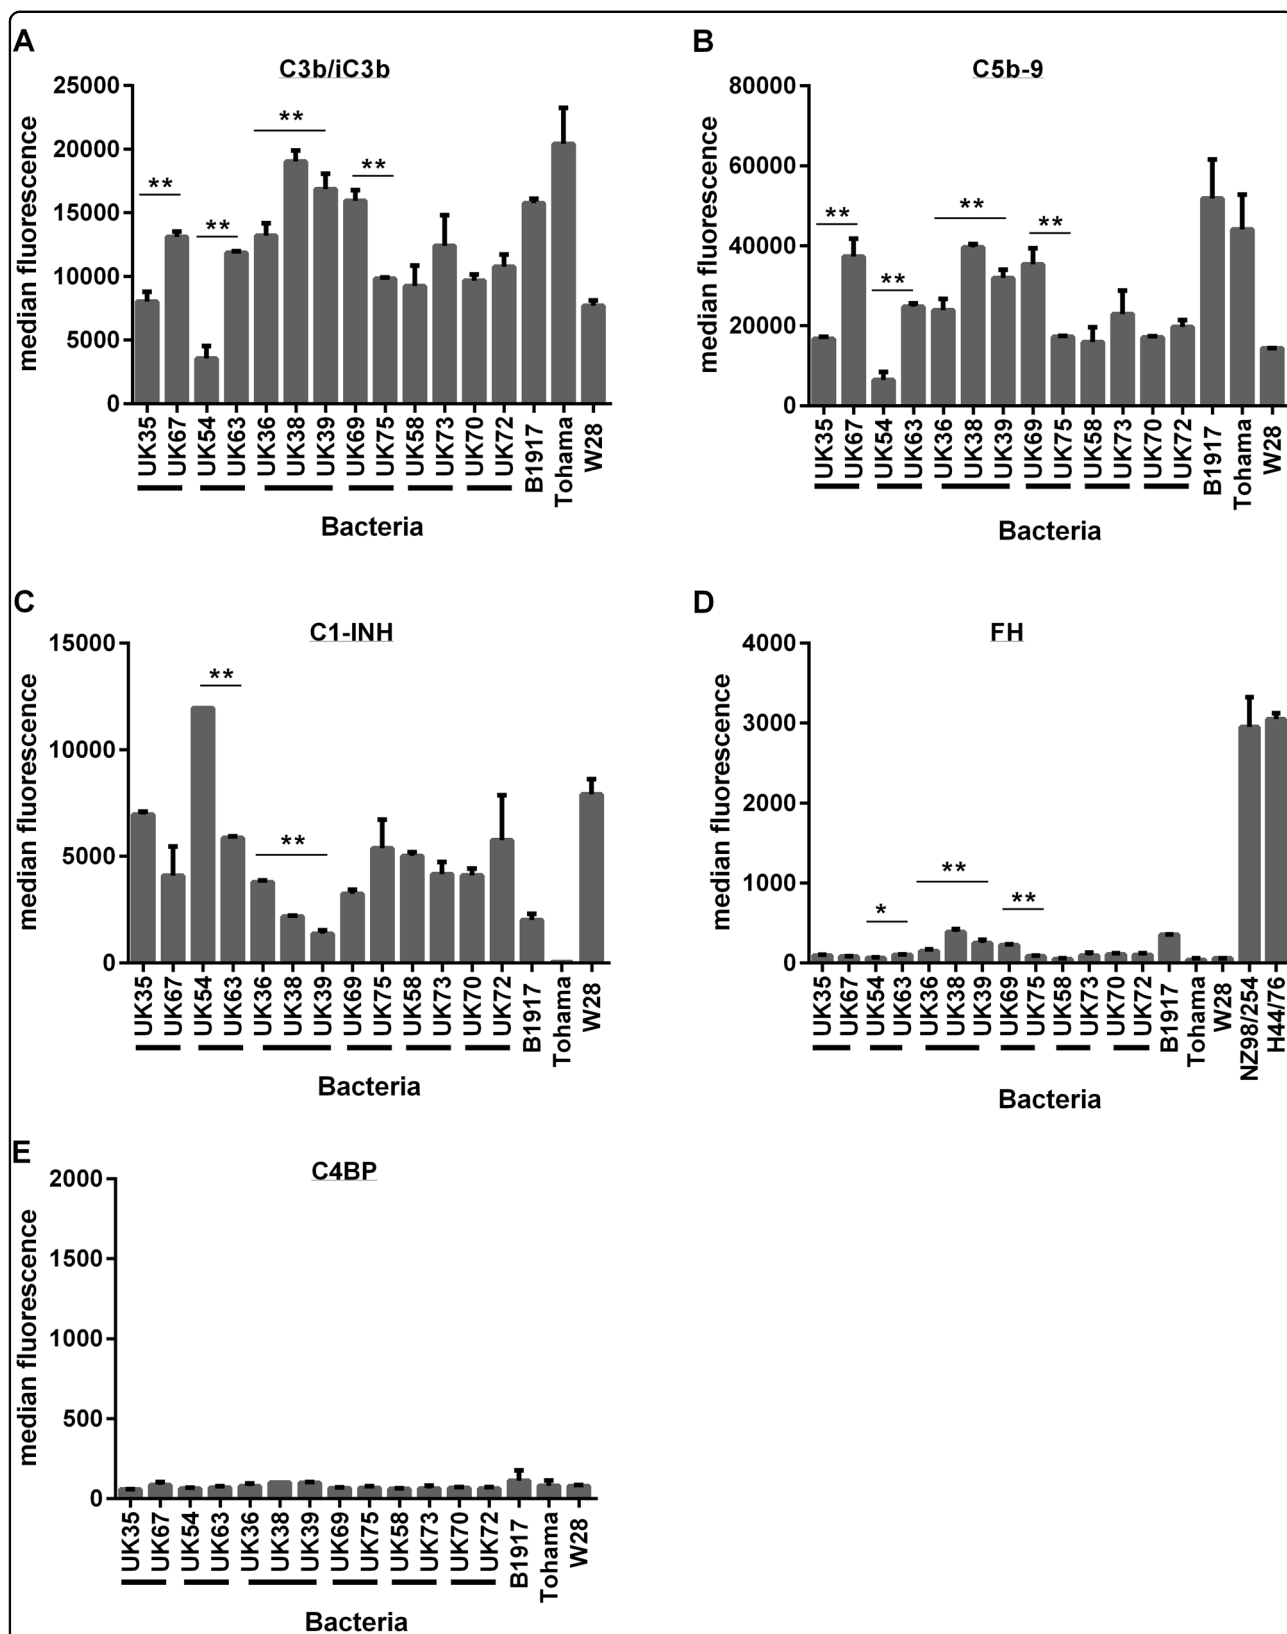 A
C3b/iC3b
median fluorescence
25000
20000
15000
10000
5000
0
** ** ** **
UK35 UK67 UK54 UK63 UK36 UK38 UK39 UK69 UK75 UK58 UK73 UK70 UK72 B1917 Tohama W28
Bacteria
B
C5b-9
median fluorescence
80000
60000
40000
20000
0
** ** ** **
UK35 UK67 UK54 UK63 UK36 UK38 UK39 UK69 UK75 UK58 UK73 UK70 UK72 B1917 Tohama W28
Bacteria
C
C1-INH
median fluorescence
15000
10000
5000
0
** **
UK35 UK67 UK54 UK63 UK36 UK38 UK39 UK69 UK75 UK58 UK73 UK70 UK72 B1917 Tohama W28
Bacteria
D
FH
median fluorescence
4000
3000
2000
1000
0
* ** **
UK35 UK67 UK54 UK63 UK36 UK38 UK39 UK69 UK75 UK58 UK73 UK70 UK72 B1917 Tohama W28 NZ98/254 H44/76
Bacteria
E
C4BP
median fluorescence
2000
1500
1000
500
0
UK35 UK67 UK54 UK63 UK36 UK38 UK39 UK69 UK75 UK58 UK73 UK70 UK72 B1917 Tohama W28
Bacteria